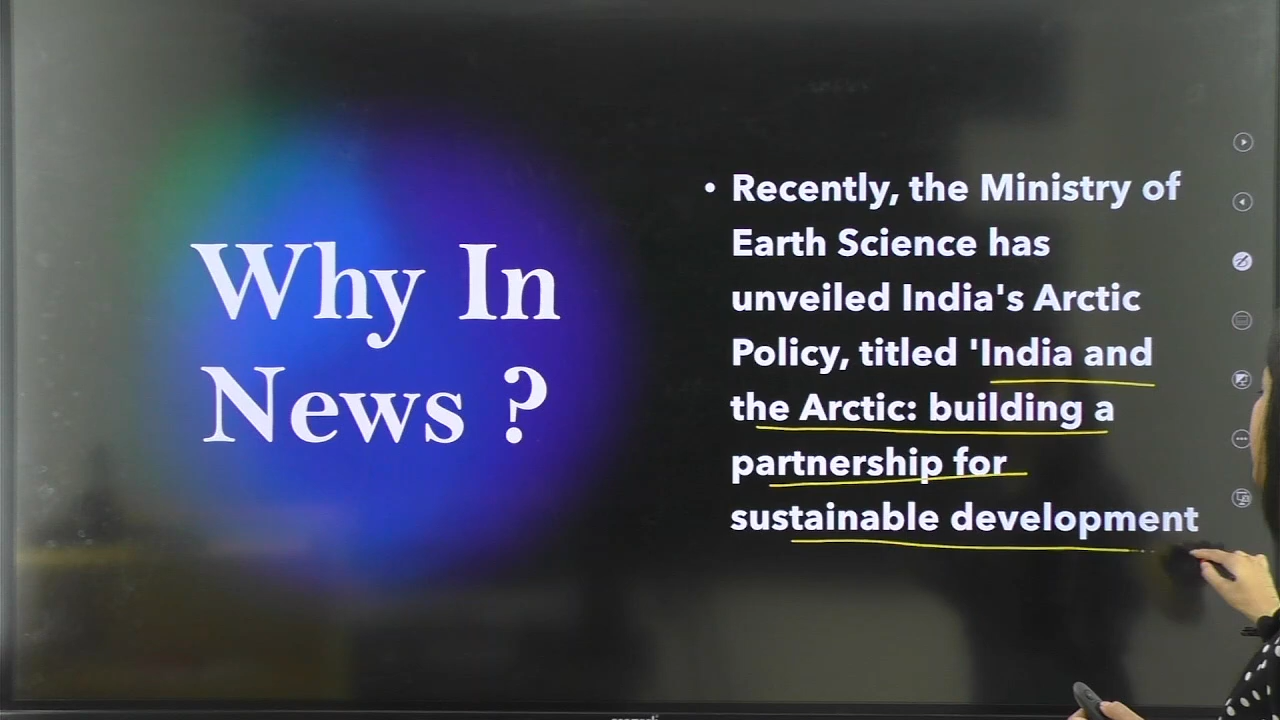 Why In
News ?
• Recently, the Ministry of
Earth Science has
unveiled India's Arctic
Policy, titled 'India and
the Arctic: building a
partnership for
sustainable development